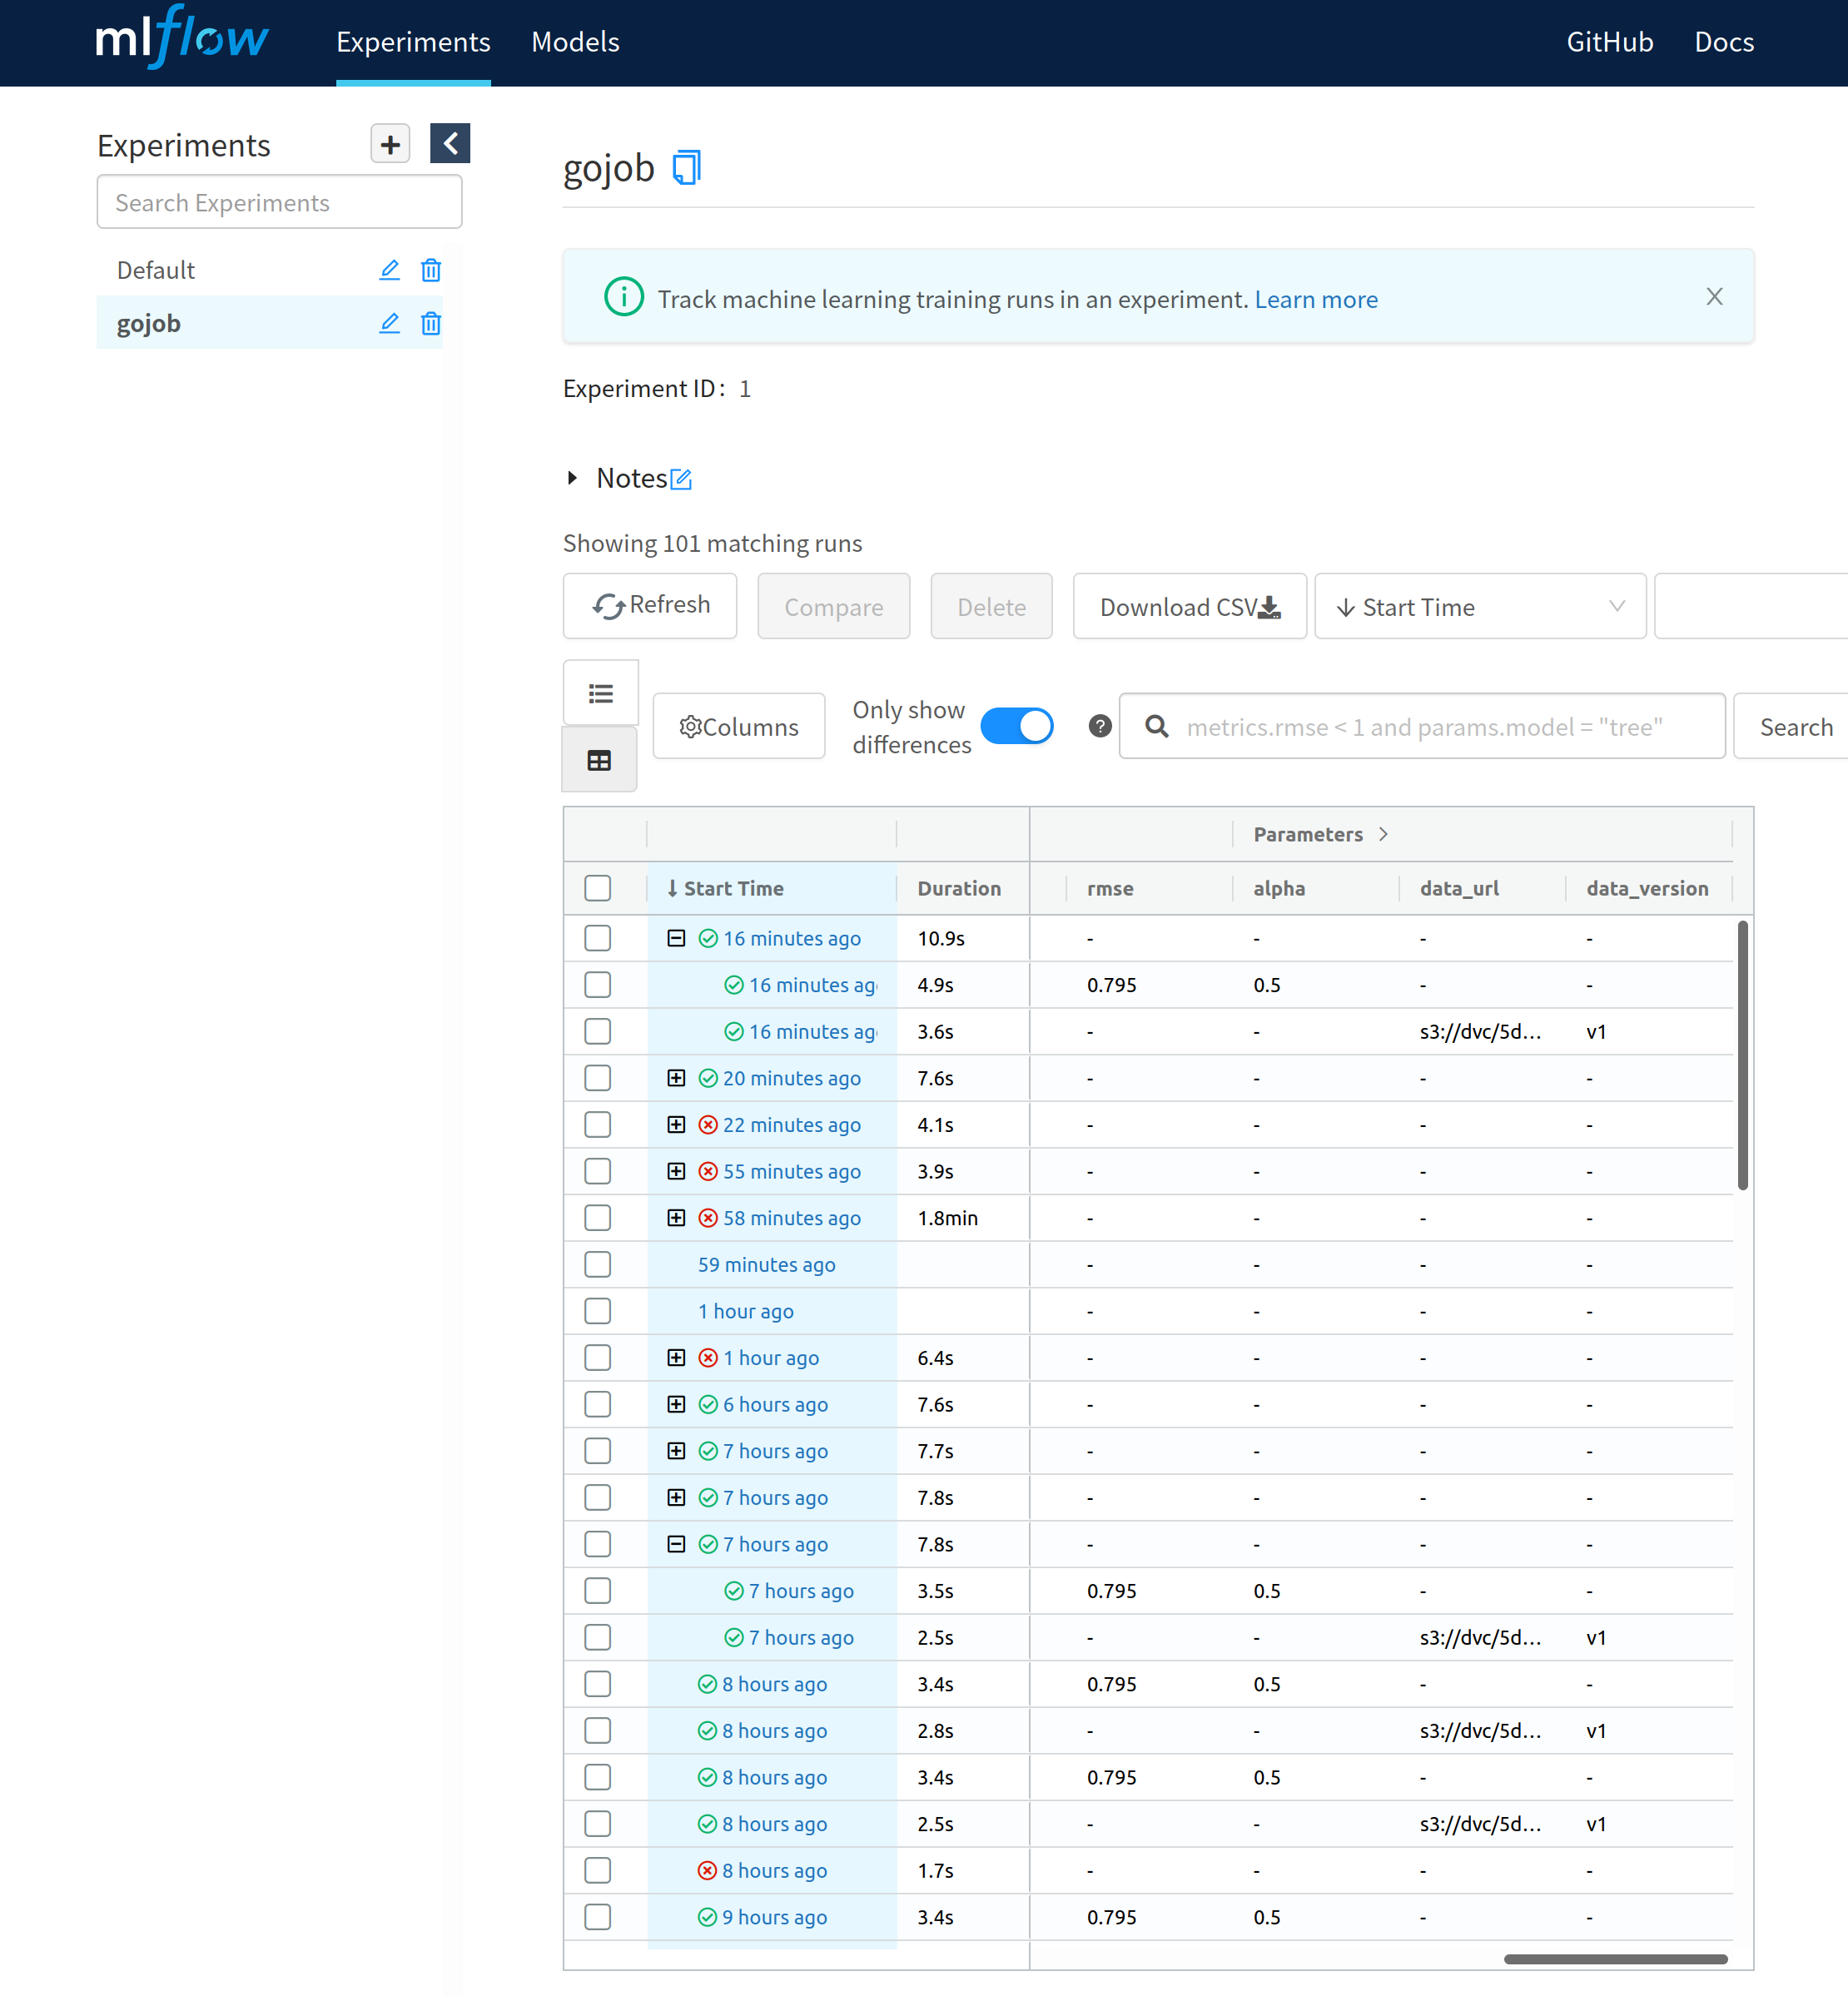 mlflow Experiments Models GitHub Docs
Experiments
Search Experiments
Default
gojob
gojob
Track machine learning training runs in an experiment. Learn more
Experiment ID: 1
Notes
Showing 101 matching runs
Refresh Compare Delete Download CSV ↓ Start Time
Columns Only show differences ? metrics.rmse < 1 and params.model = "tree" Search
Parameters >
↓ Start Time Duration rmse alpha data_url data_version
16 minutes ago 10.9s - - - -
16 minutes ag 4.9s 0.795 0.5 - -
16 minutes ag 3.6s - - s3://dvc/5d... v1
20 minutes ago 7.6s - - - -
22 minutes ago 4.1s - - - -
55 minutes ago 3.9s - - - -
58 minutes ago 1.8min - - - -
59 minutes ago - - - -
1 hour ago - - - -
1 hour ago 6.4s - - - -
6 hours ago 7.6s - - - -
7 hours ago 7.7s - - - -
7 hours ago 7.8s - - - -
7 hours ago 7.8s - - - -
7 hours ago 3.5s 0.795 0.5 - -
7 hours ago 2.5s - - s3://dvc/5d... v1
8 hours ago 3.4s 0.795 0.5 - -
8 hours ago 2.8s - - s3://dvc/5d... v1
8 hours ago 3.4s 0.795 0.5 - -
8 hours ago 2.5s - - s3://dvc/5d... v1
8 hours ago 1.7s - - - -
9 hours ago 3.4s 0.795 0.5 - -